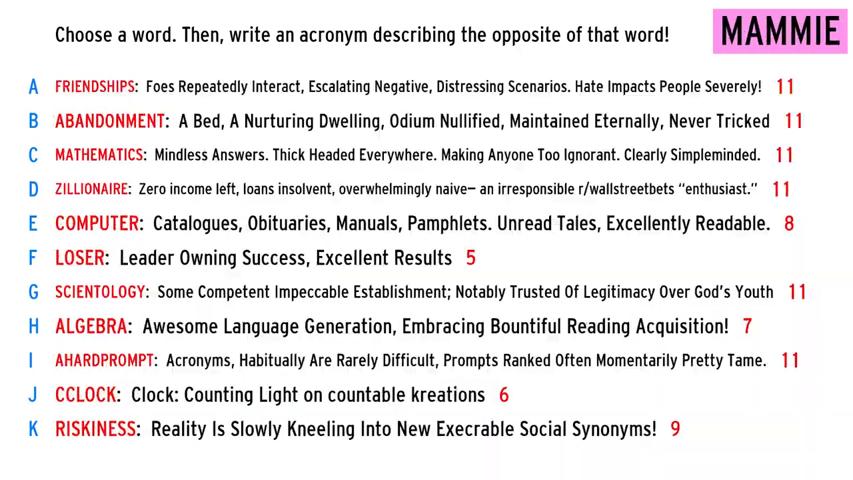 Choose a word. Then, write an acronym describing the opposite of that word!
MAMMIE
A FRIENDSHIPS: Foes Repeatedly Interact, Escalating Negative, Distressing Scenarios. Hate Impacts People Severely! 11
B ABANDONMENT: A Bed, A Nurturing Dwelling, Odium Nullified, Maintained Eternally, Never Tricked 11
C MATHEMATICS: Mindless Answers. Thick Headed Everywhere. Making Anyone Too Ignorant. Clearly Simpleminded. 11
D ZILLIONAIRE: Zero income left, loans insolvent, overwhelmingly naive— an irresponsible r/wallstreetbets “enthusiast.” 11
E COMPUTER: Catalogues, Obituaries, Manuals, Pamphlets. Unread Tales, Excellently Readable. 8
F LOSER: Leader Owning Success, Excellent Results 5
G SCIENTOLOGY: Some Competent Impeccable Establishment; Notably Trusted Of Legitimacy Over God's Youth 11
H ALGEBRA: Awesome Language Generation, Embracing Bountiful Reading Acquisition! 7
I AHARDPROMPT: Acronyms, Habitually Are Rarely Difficult, Prompts Ranked Often Momentarily Pretty Tame. 11
J CCLOCK: Clock: Counting Light on countable kreations 6
K RISKINESS: Reality Is Slowly Kneeling Into New Execrable Social Synonyms! 9